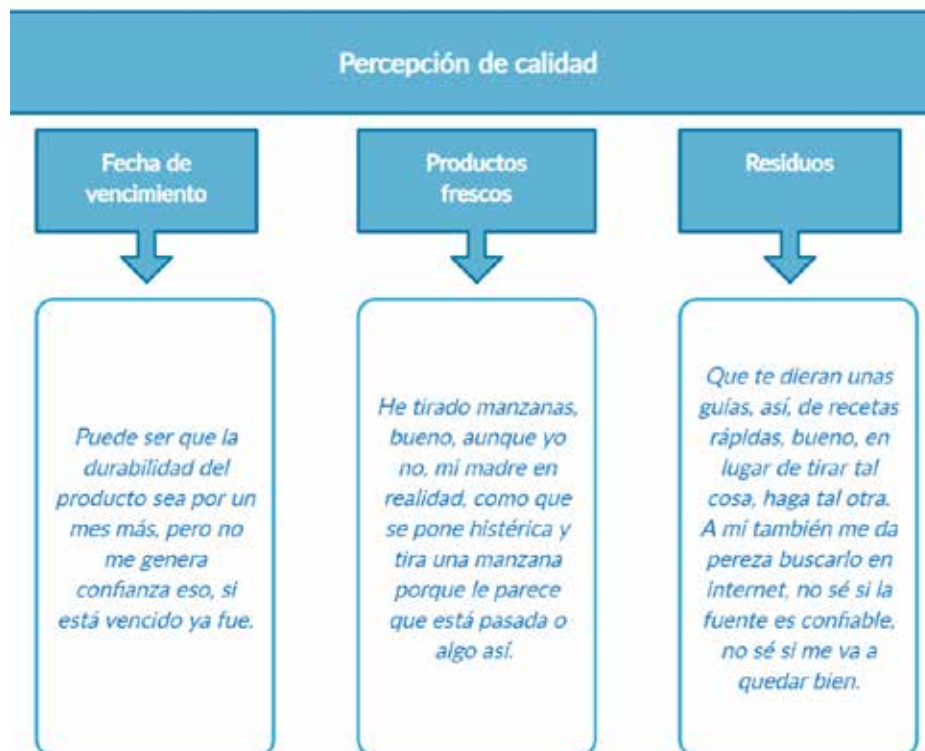 Percepción de calidad
Fecha de
vencimiento
Productos
frescos
Residuos
Puede ser que la
durabilidad del
producto sea por un
mes más, pero no
me genera
confianza eso, si
está vencido ya fue.
He tirado manzanas,
bueno, aunque yo
no, mi madre en
realidad, como que
se pone histérica y
tira una manzana
porque le parece
que está pasada o
algo así.
Que te dieran unas
guías, así, de recetas
rápidas, bueno, en
lugar de tirar tal
cosa, haga tal otra.
A mí también me da
pereza buscarlo en
internet, no sé si la
fuente es confiable,
no sé si me va a
quedar bien.